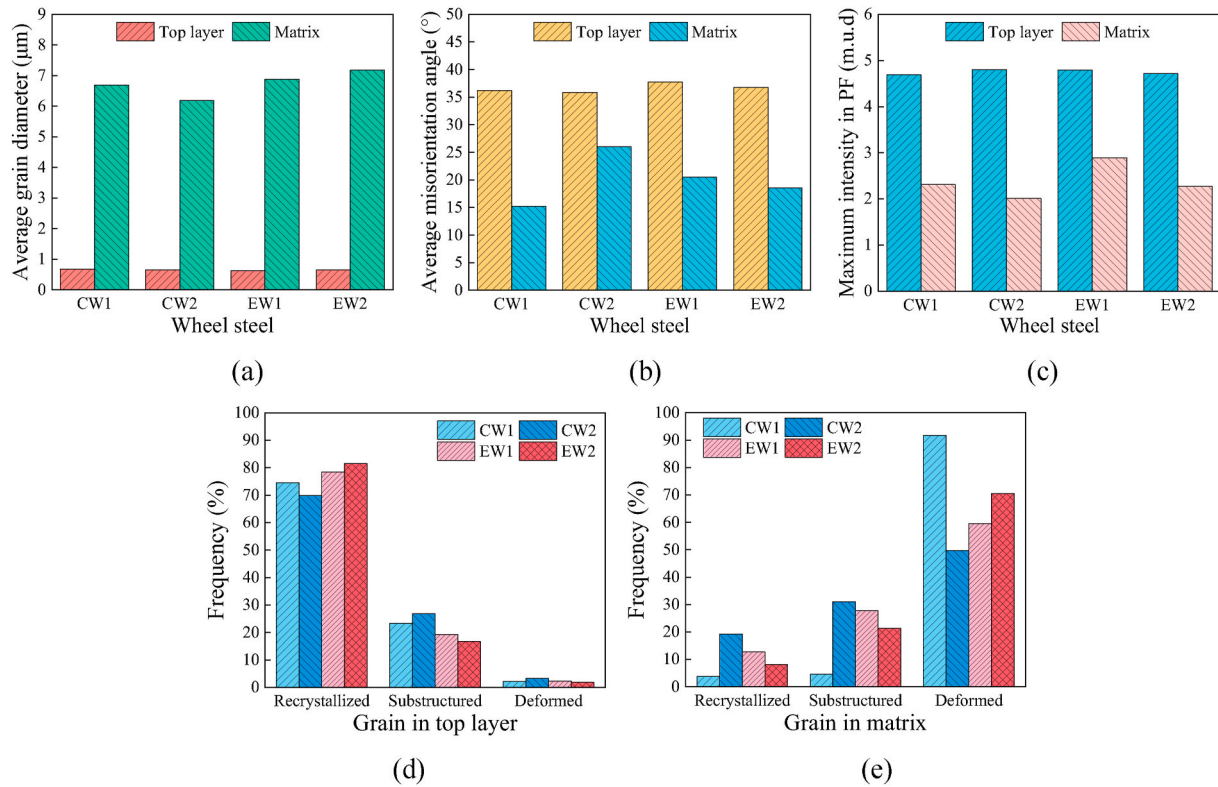 Average grain diameter (μm)
9
8
7
6
5
4
3
2
1
0
Top layer Matrix
CW1 CW2 EW1 EW2
Wheel steel
(a)
Average misorientation angle (°)
50
45
40
35
30
25
20
15
10
5
0
Top layer Matrix
CW1 CW2 EW1 EW2
Wheel steel
(b)
Maximum intensity in PF (m.u.d)
6
5
4
3
2
1
0
Top layer Matrix
CW1 CW2 EW1 EW2
Wheel steel
(c)
Frequency (%)
100
90
80
70
60
50
40
30
20
10
0
CW1 CW2
EW1 EW2
Recrystallized Substructured Deformed
Grain in top layer
(d)
Frequency (%)
100
90
80
70
60
50
40
30
20
10
0
CW1 CW2
EW1 EW2
Recrystallized Substructured Deformed
Grain in matrix
(e)